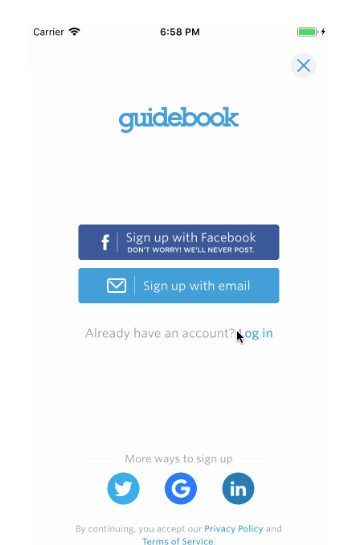 Carrier 6:58 PM
guidebook
Sign up with Facebook
DON'T WORRY! WE'LL NEVER POST.
Sign up with email
Already have an account? Log in
More ways to sign up
By continuing, you accept our Privacy Policy and
Terms of Service.